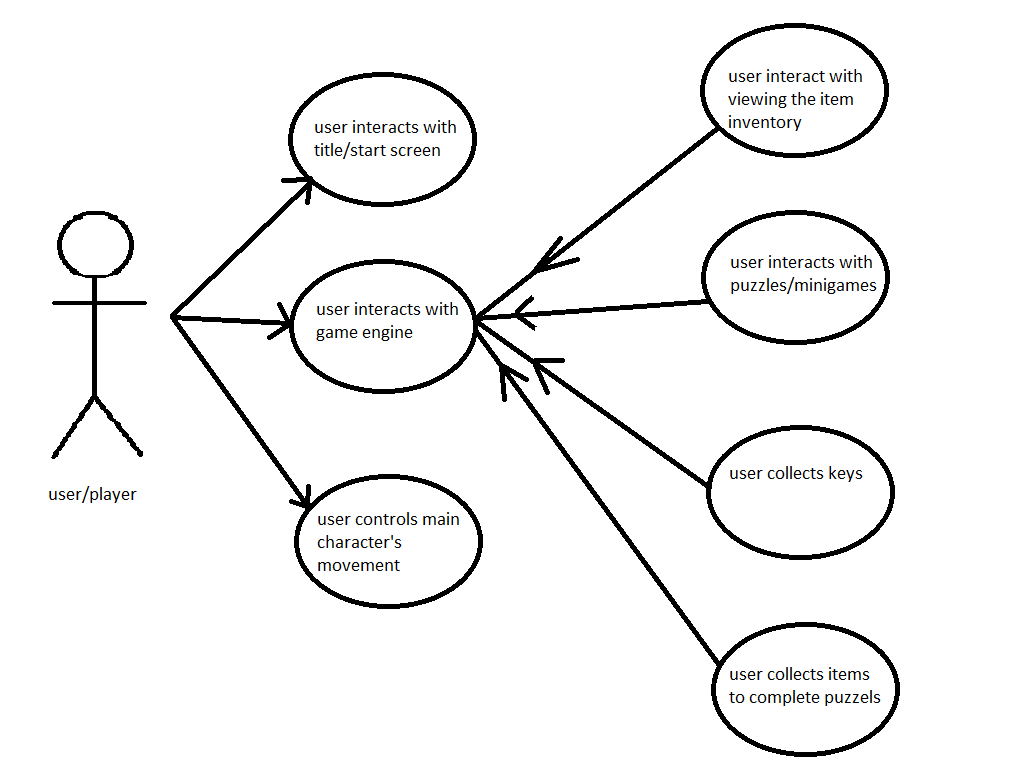 user interacts with
title/start screen
user interacts with
game engine
user controls main
character's
movement
user/player
user interact with
viewing the item
inventory
user interacts with
puzzles/minigames
user collects keys
user collects items
to complete puzzels